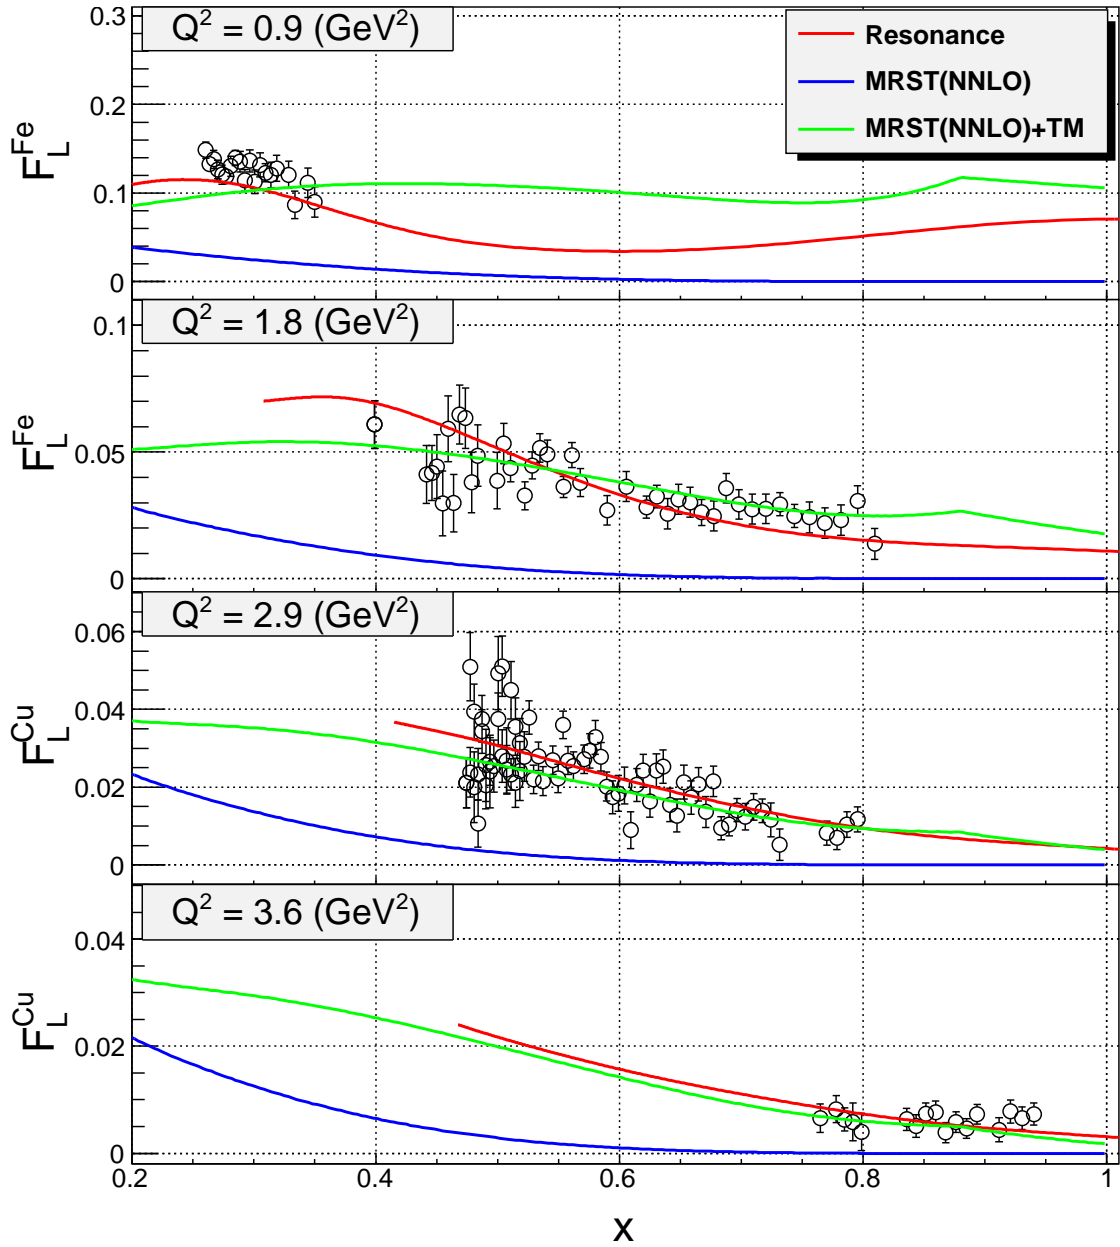 Q² = 0.9 (GeV²)
Resonance
MRST(NNLO)
MRST(NNLO)+TM
0.3
0.2
0.1
0
F_L^Fe
Q² = 1.8 (GeV²)
0.1
0.05
0
F_L^Fe
Q² = 2.9 (GeV²)
0.06
0.04
0.02
0
F_L^Cu
Q² = 3.6 (GeV²)
0.04
0.02
0
F_L^Cu
0.2 0.4 0.6 0.8 1
x